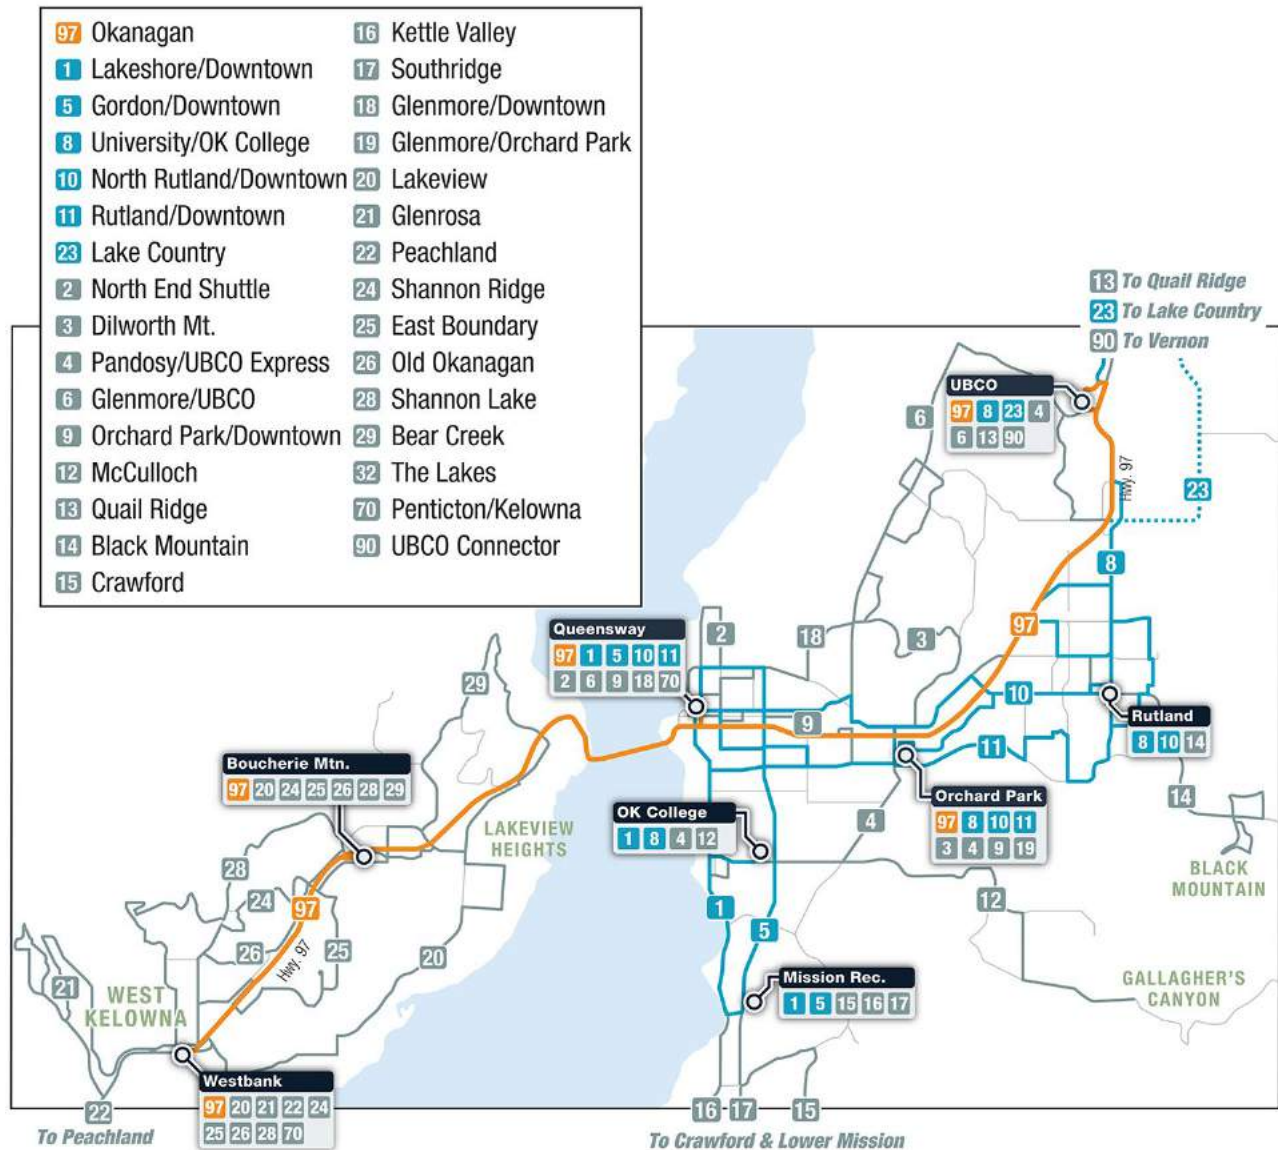 97 Okanagan
1 Lakeshore/Downtown
5 Gordon/Downtown
8 University/OK College
10 North Rutland/Downtown
11 Rutland/Downtown
23 Lake Country
2 North End Shuttle
3 Dilworth Mt.
4 Pandosy/UBCO Express
6 Glenmore/UBCO
9 Orchard Park/Downtown
12 McCulloch
13 Quail Ridge
14 Black Mountain
15 Crawford
16 Kettle Valley
17 Southridge
18 Glenmore/Downtown
19 Glenmore/Orchard Park
20 Lakeview
21 Glenrosa
22 Peachland
24 Shannon Ridge
25 East Boundary
26 Old Okanagan
28 Shannon Lake
29 Bear Creek
32 The Lakes
70 Penticton/Kelowna
90 UBCO Connector
13 To Quail Ridge
23 To Lake Country
90 To Vernon
UBCO
97 8 23 4
6 13 90
6
Hwy. 97
23
8
97
Queensway
97 1 5 10 11
2 6 9 18 70
2
18
3
29
10
9
Rutland
8 10 14
11
Boucherie Mtn.
97 20 24 25 26 28 29
Orchard Park
97 8 10 11
3 4 9 19
14
OK College
1 8 4 12
4
LAKEVIEW
HEIGHTS
BLACK
MOUNTAIN
28
24
97
12
1
5
26
25
20
Hwy. 97
21
WEST
KELOWNA
Mission Rec.
1 5 15 16 17
GALLAGHER'S
CANYON
Westbank
97 20 21 22 24
25 26 28 70
22
To Peachland
16 17 15
To Crawford & Lower Mission